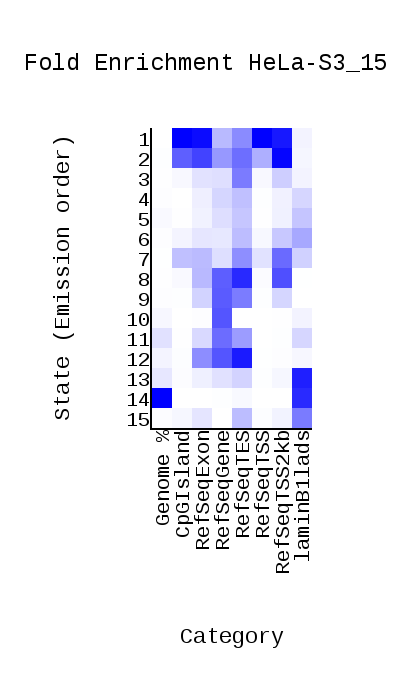 Fold Enrichment HeLa-S3_15
State (Emission order)
1
2
3
4
5
6
7
8
9
10
11
12
13
14
15
Genome %
CpGIsland
RefSeqExon
RefSeqGene
RefSeqTES
RefSeqTSS
RefSeqTSS2kb
laminB1lads
Category